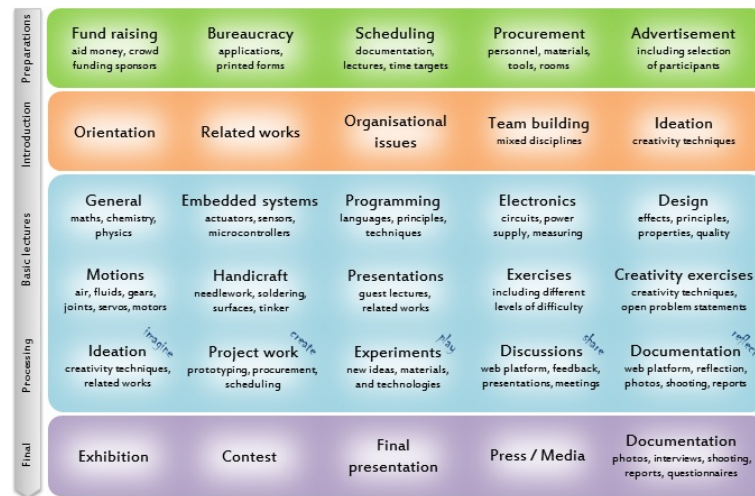 Preparations
Fund raising
aid money, crowd
funding sponsors
Bureaucracy
applications,
printed forms
Scheduling
documentation,
lectures, time targets
Procurement
personnel, materials,
tools, rooms
Advertisement
including selection
of participants
Introduction
Orientation
Related works
Organisational
issues
Team building
mixed disciplines
Ideation
creativity techniques
Basic lectures
General
maths, chemistry,
physics
Embedded systems
actuators, sensors,
microcontrollers
Programming
languages, principles,
techniques
Electronics
circuits, power
supply, measuring
Design
effects, principles,
properties, quality
Motions
air, fluids, gears,
joints, servos, motors
Handicraft
needlework, soldering,
surfaces, tinker
Presentations
guest lectures,
related works
Exercises
including different
levels of difficulty
Creativity exercises
creativity techniques,
open problem statements
Processing
imagine
Ideation
creativity techniques,
related works
create
Project work
prototyping, procurement,
scheduling
play
Experiments
new ideas, materials,
and technologies
share
Discussions
web platform, feedback,
presentations, meetings
reflect
Documentation
web platform, reflection,
photos, shooting, reports
Final
Exhibition
Contest
Final
presentation
Press / Media
Documentation
photos, interviews, shooting,
reports, questionnaires